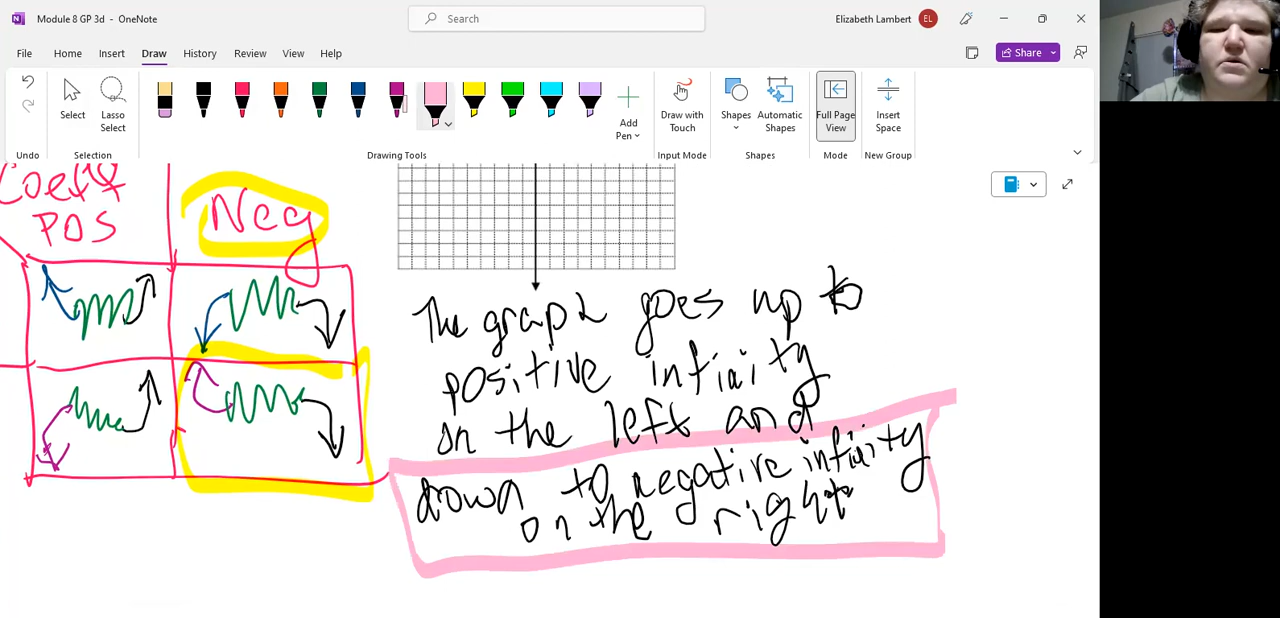 Module 8 GP 3d - OneNote
Search
Elizabeth Lambert
EL
File
Home
Insert
Draw
History
Review
View
Help
Share
Select
Lasso Select
Add Pen
Draw with Touch
Shapes
Automatic Shapes
Full Page View
Insert Space
Undo
Selection
Drawing Tools
Input Mode
Shapes
Mode
New Group
Coeff
POS
Neg
The graph goes up to
positive infinity
on the left and
down to negative infinity
on the right